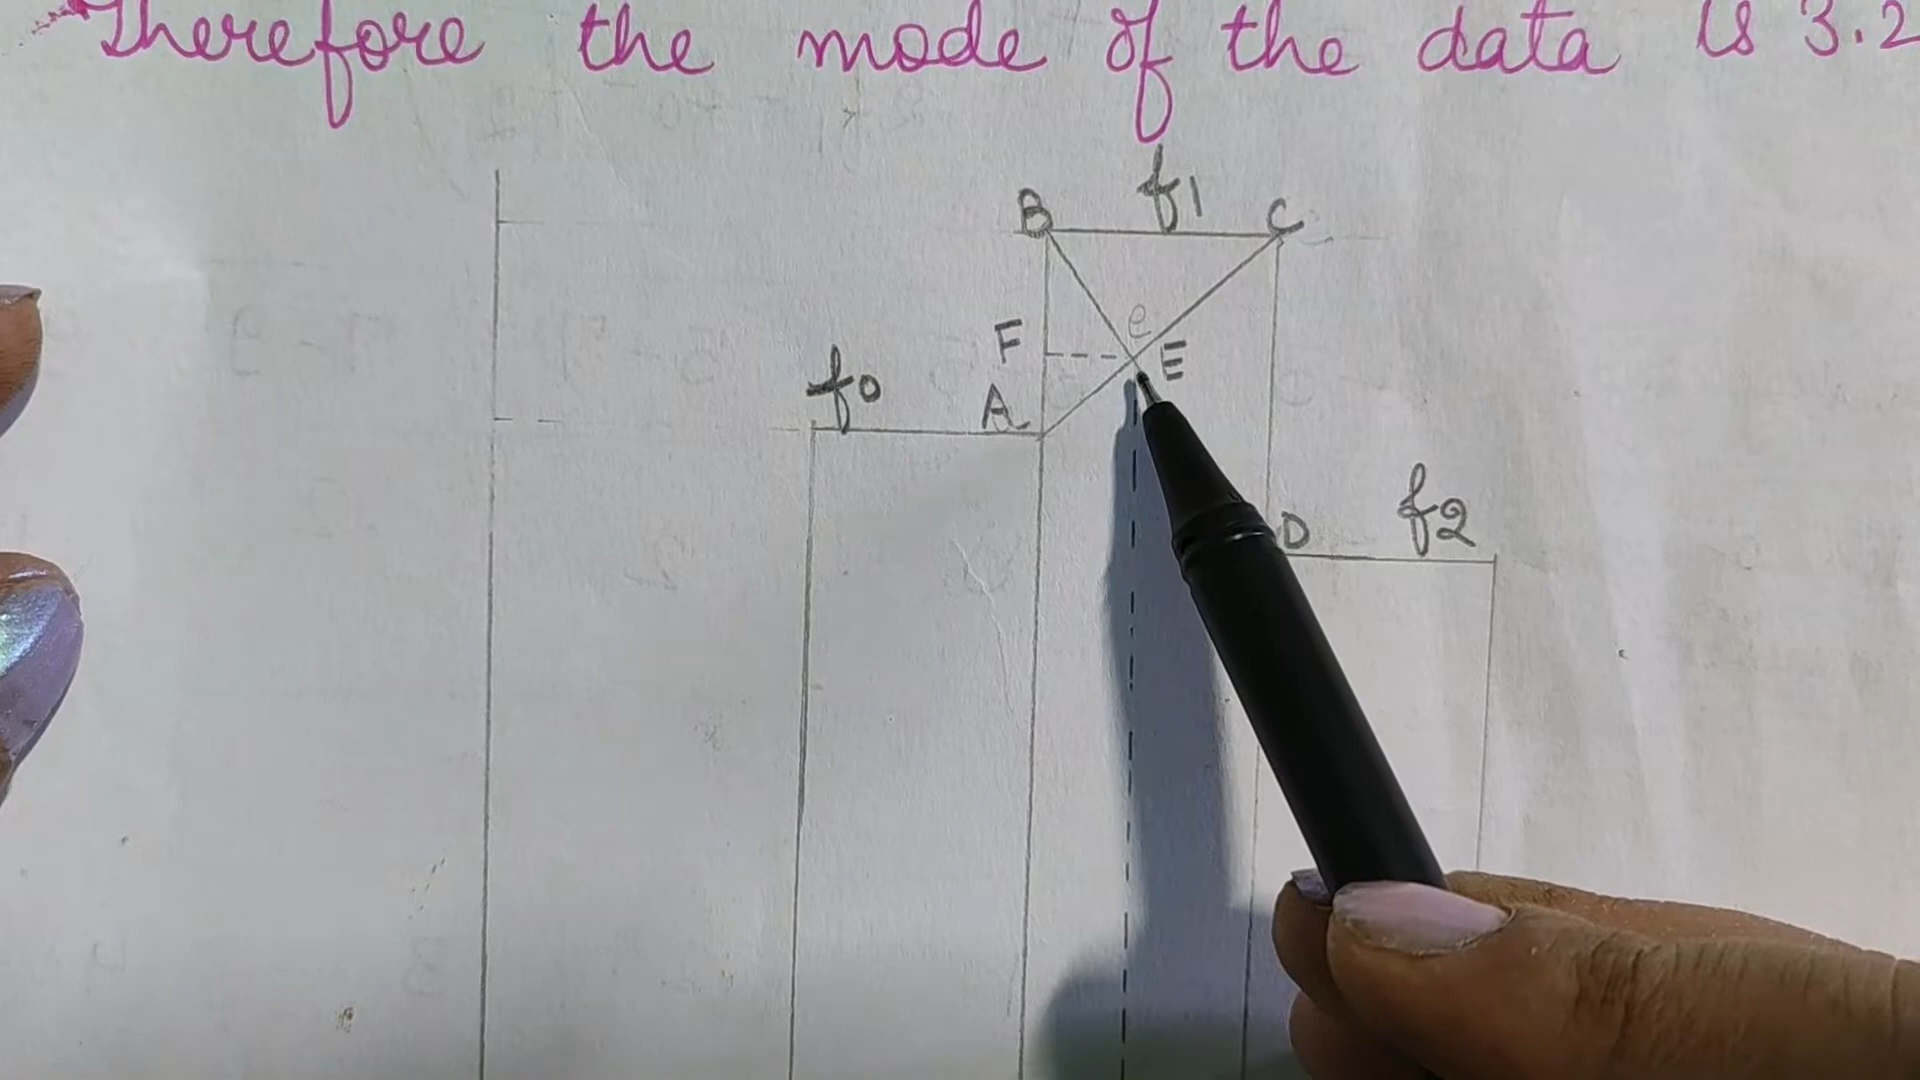 Therefore the mode of the data is 3.2
B f1 C
e
F E
f0 A
D f2